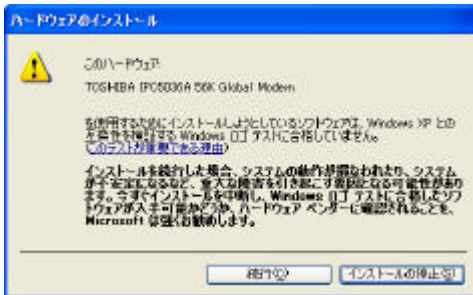 ハードウェアのインストール
このハードウェア:
TOSHIBA IPC5036A 56K Global Modem
を使用するためにインストールしようとしているソフトウェアは、Windows XP との
互換性を検証する Windows ロゴ テストに合格していません。
(このテストが重要である理由)
インストールを続行した場合、システムの動作が損なわれたり、システム
が不安定になるなど、重大な障害を引き起こす要因となる可能性があり
ます。今すぐインストールを中断し、Windows ロゴ テストに合格したソフ
トウェアが入手可能かどうか、ハードウェア ベンダーに確認されることを、
Microsoft は強くお勧めします。
続行(C)
インストールの停止(S)